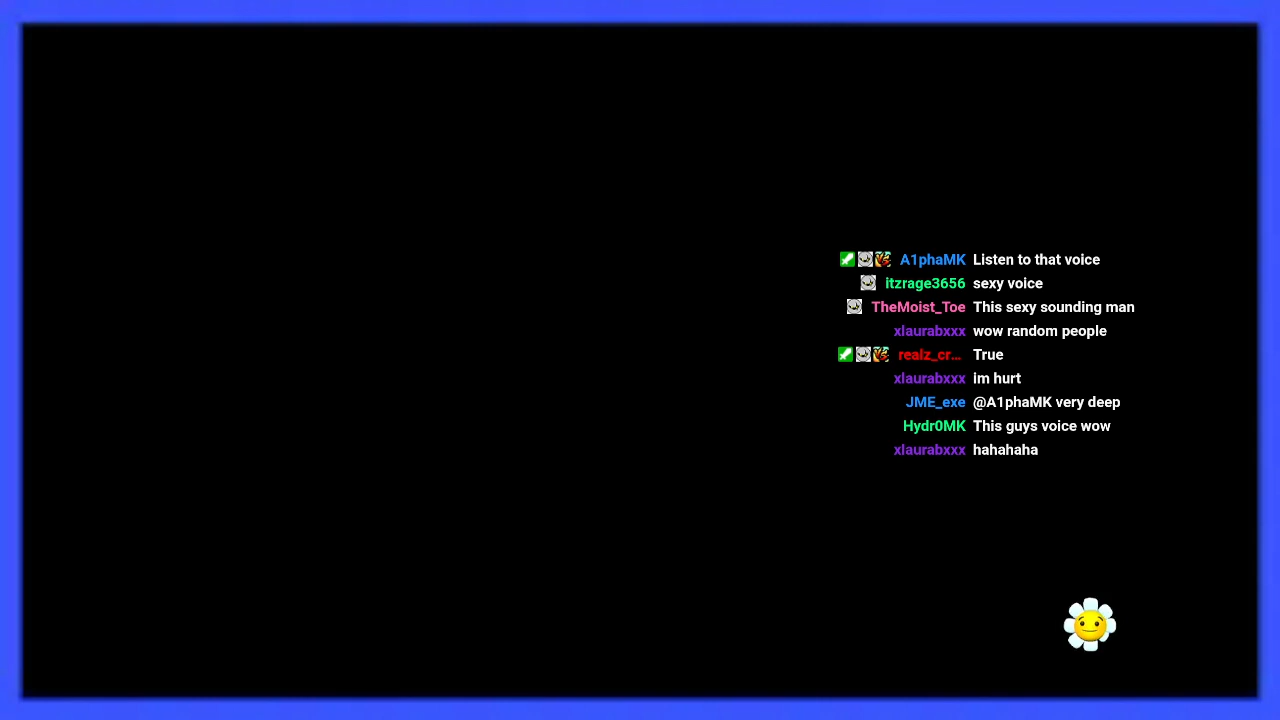 A1phaMK Listen to that voice
itzrage3656 sexy voice
TheMoist_Toe This sexy sounding man
xlaurabxxx wow random people
realz_cr... True
xlaurabxxx im hurt
JME_exe @A1phaMK very deep
Hydr0MK This guys voice wow
xlaurabxxx hahahaha